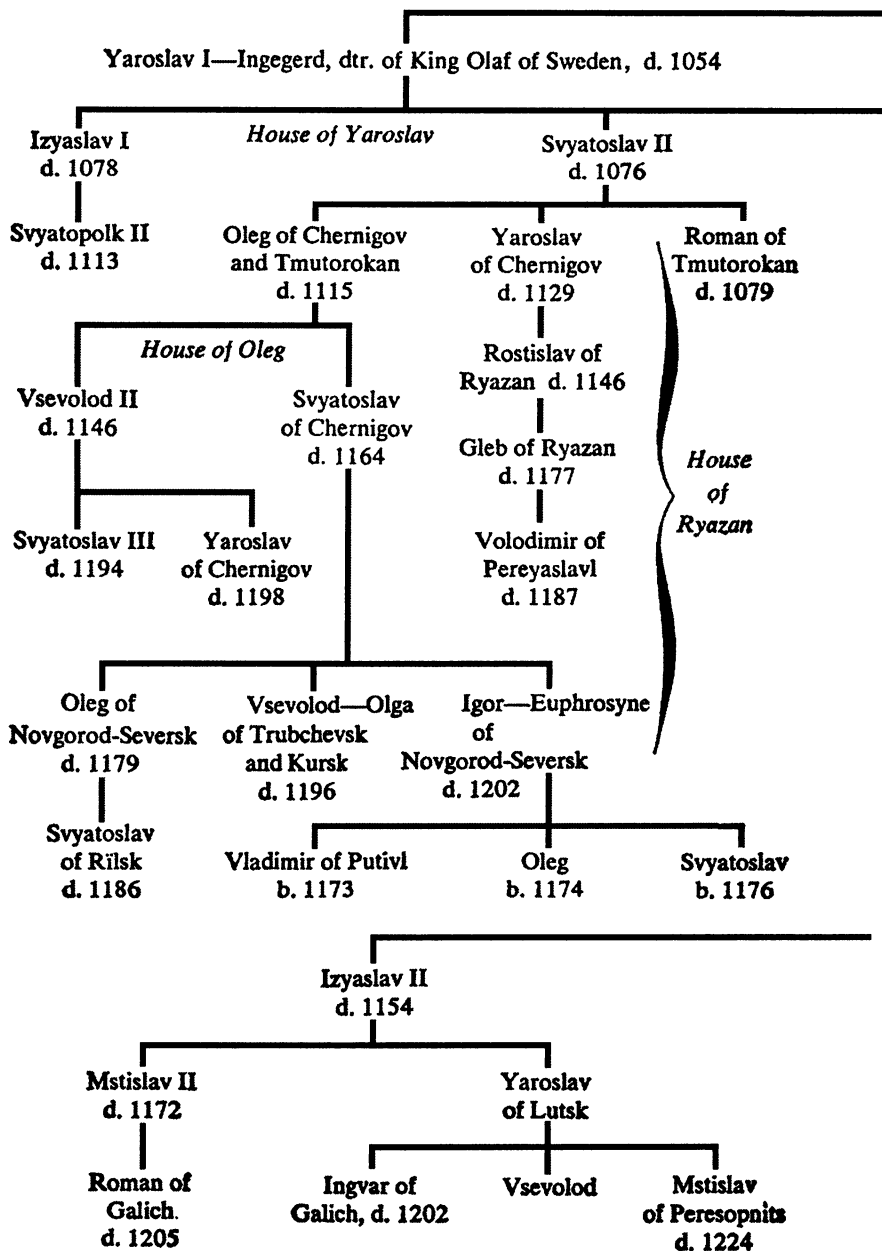 Yaroslav I—Ingegerd, dtr. of King Olaf of Sweden, d. 1054
House of Yaroslav
Izyaslav I
d. 1078
Svyatoslav II
d. 1076
Svyatopolk II
d. 1113
Oleg of Chernigov
and Tmutorokan
d. 1115
Yaroslav
of Chernigov
d. 1129
Roman of
Tmutorokan
d. 1079
House of Oleg
Vsevolod II
d. 1146
Svyatoslav
of Chernigov
d. 1164
Rostislav of
Ryazan d. 1146
Gleb of Ryazan
d. 1177
House
of
Ryazan
Svyatoslav III
d. 1194
Yaroslav
of Chernigov
d. 1198
Volodimir of
Pereyaslavl
d. 1187
Oleg of
Novgorod-Seversk
d. 1179
Vsevolod—Olga
of Trubchevsk
and Kursk
d. 1196
Igor—Euphrosyne
of
Novgorod-Seversk
d. 1202
Svyatoslav
of Rïlsk
d. 1186
Vladimir of Putivl
b. 1173
Oleg
b. 1174
Svyatoslav
b. 1176
Izyaslav II
d. 1154
Mstislav II
d. 1172
Yaroslav
of Lutsk
Roman of
Galich.
d. 1205
Ingvar of
Galich, d. 1202
Vsevolod
Mstislav
of Peresopnits
d. 1224